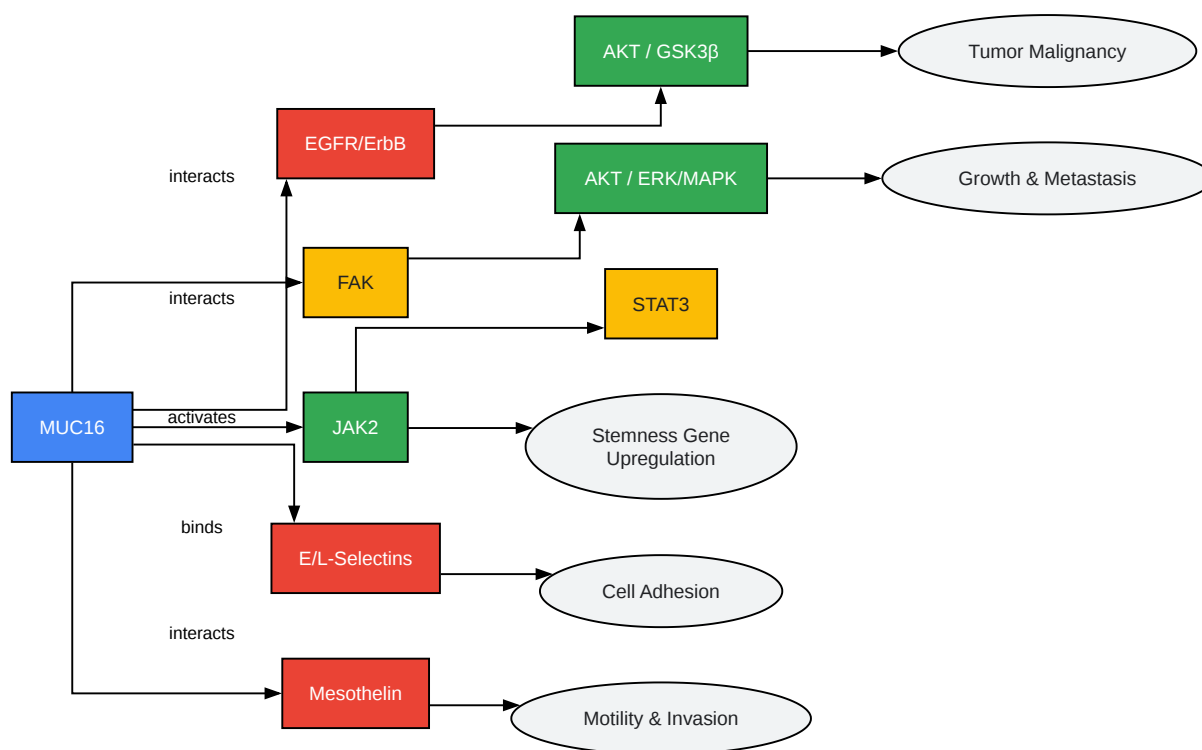 AKT / GSK3β
Tumor Malignancy
EGFR/ErbB
interacts
AKT / ERK/MAPK
Growth & Metastasis
FAK
interacts
STAT3
MUC16
activates
JAK2
Stemness Gene
Upregulation
binds
E/L-Selectins
Cell Adhesion
interacts
Mesothelin
Motility & Invasion